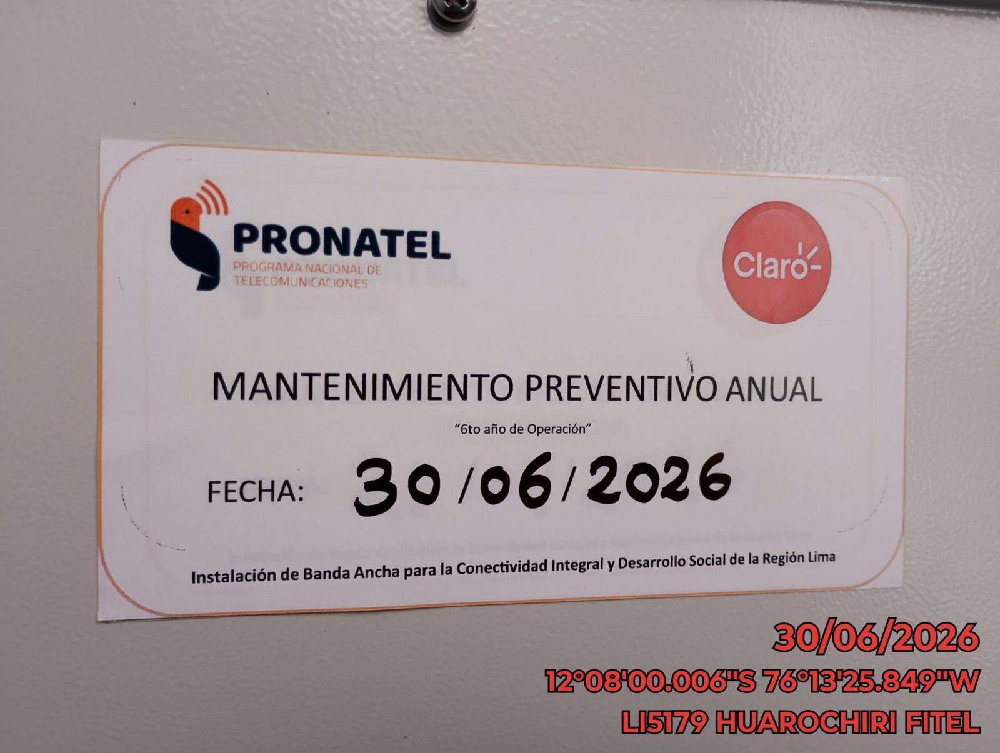 PRONATEL
PROGRAMA NACIONAL DE
TELECOMUNICACIONES
Claro
MANTENIMIENTO PREVENTIVO ANUAL
“6to año de Operación”
FECHA: 30/06/2026
Instalación de Banda Ancha para la Conectividad Integral y Desarrollo Social de la Región Lima
30/06/2026
12°08'00.006"S 76°13'25.849"W
LI5179 HUAROCHIRI FITEL